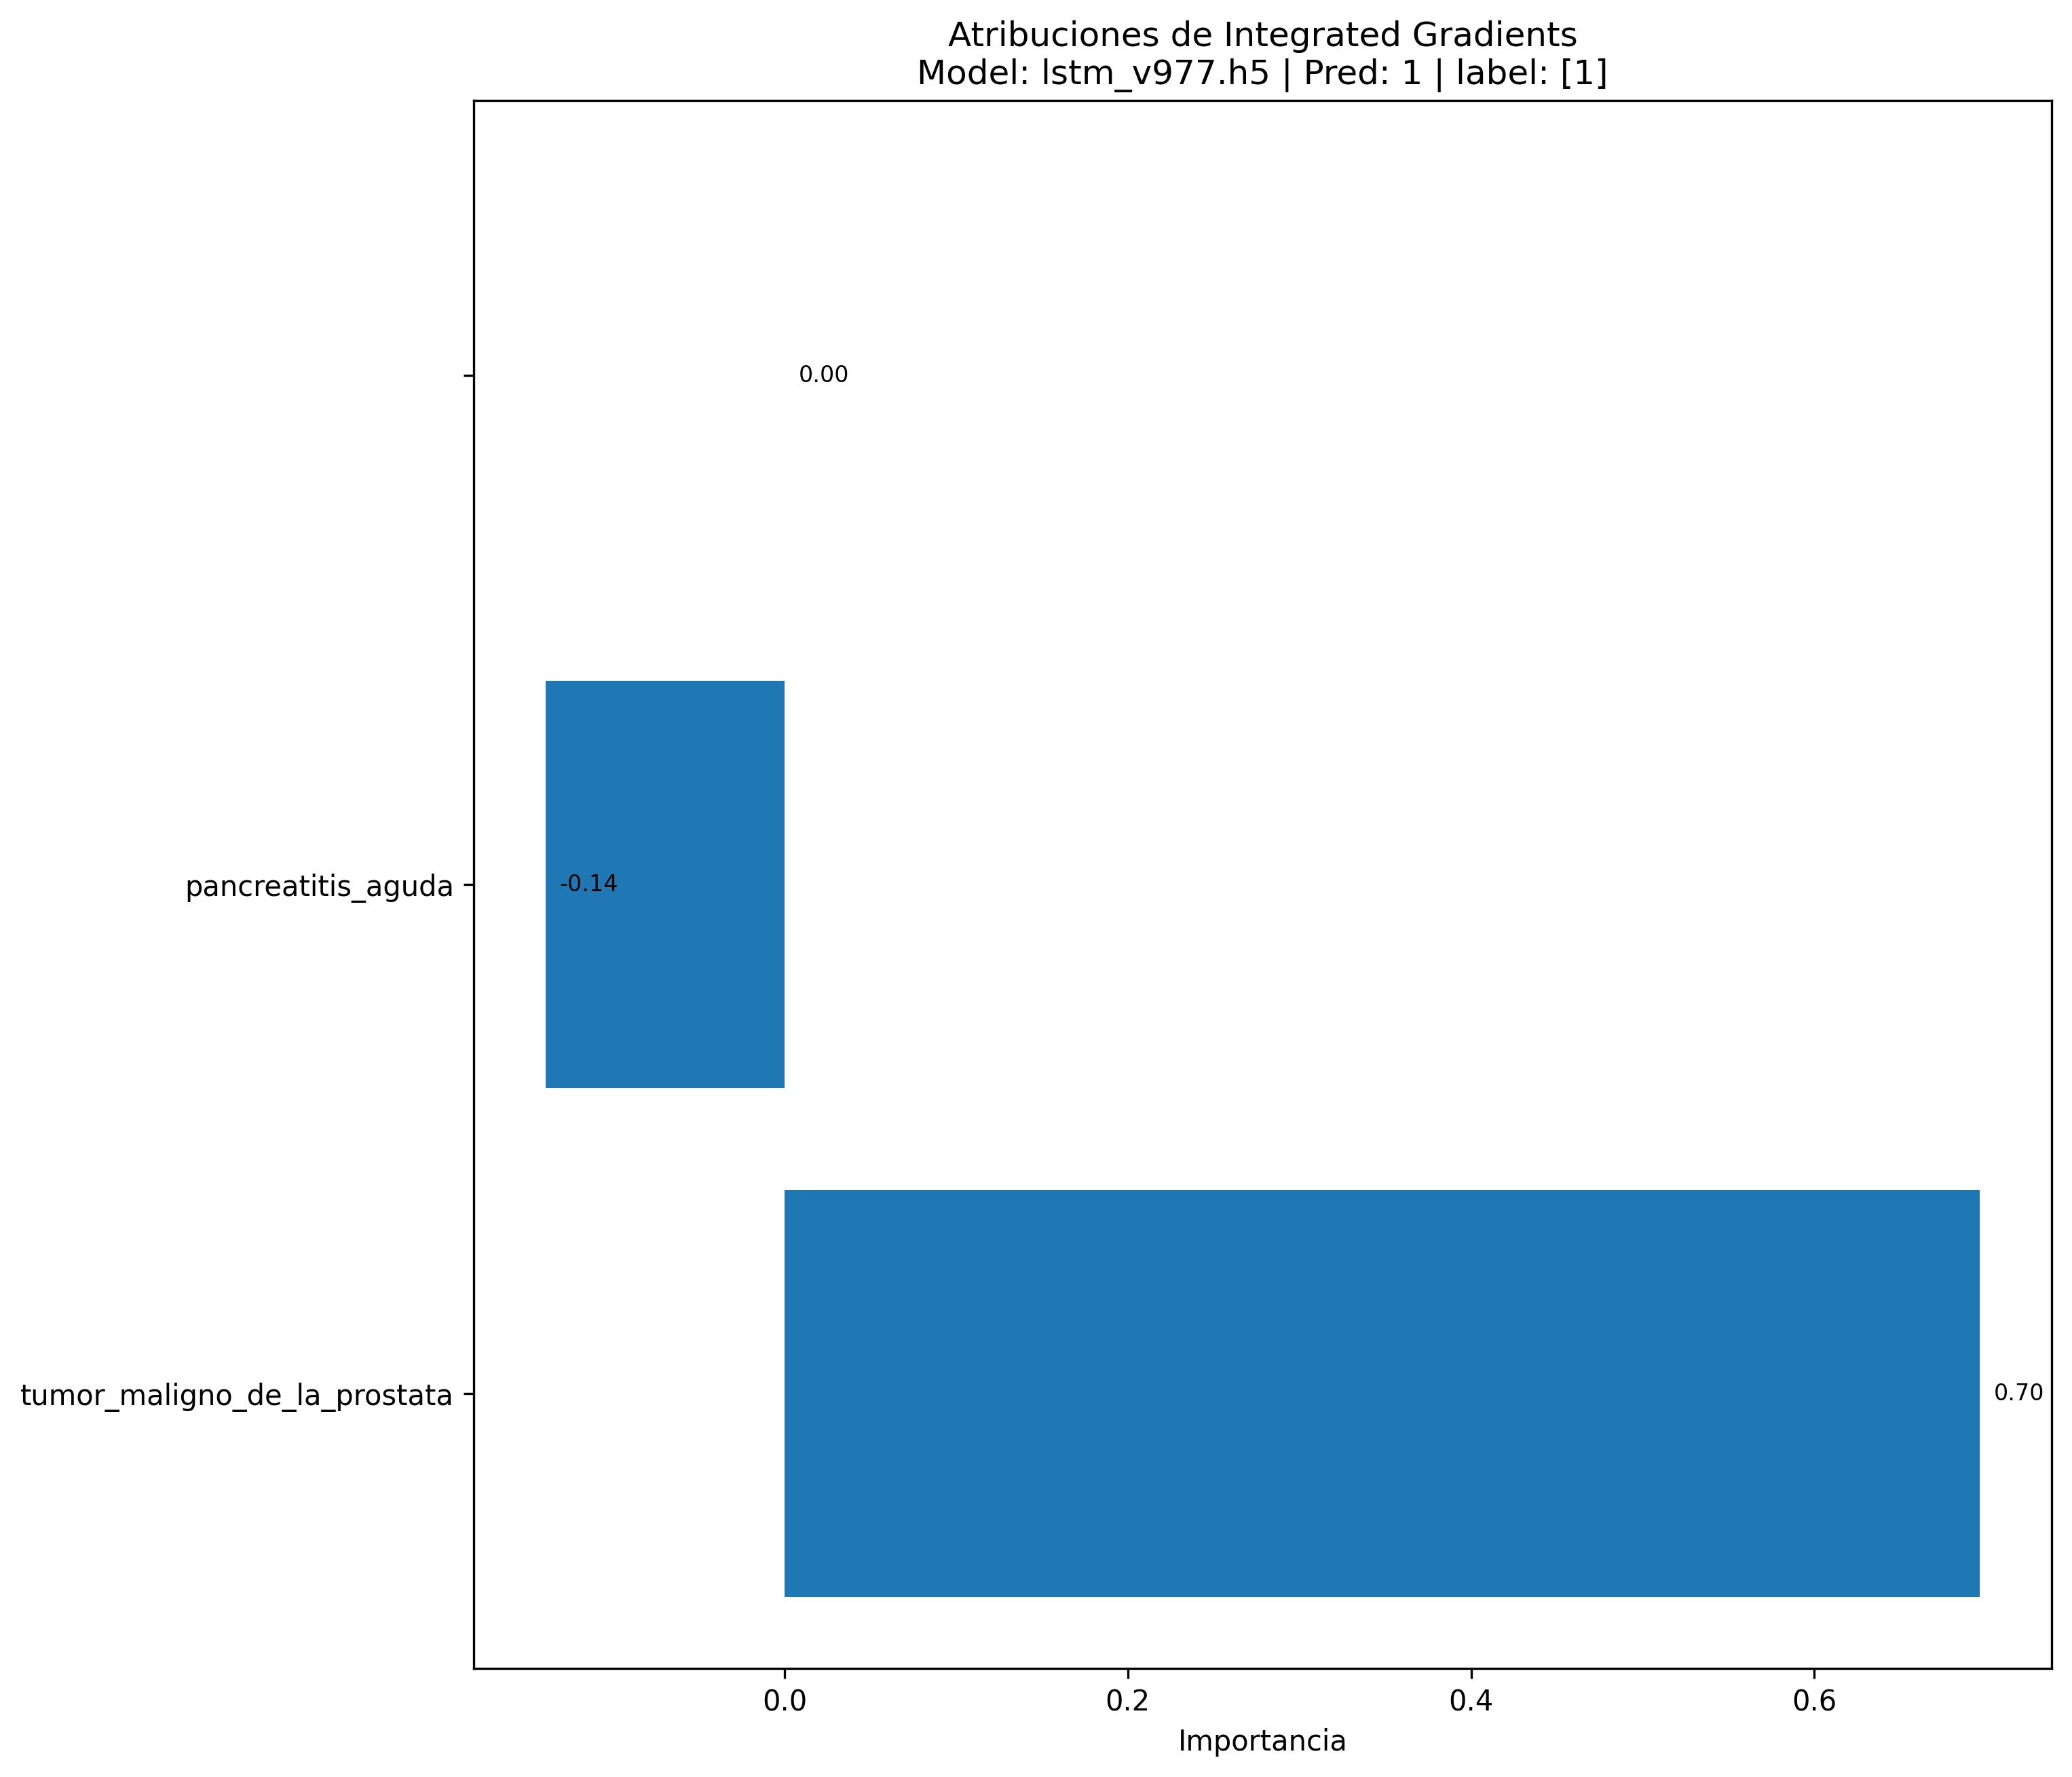 Atribuciones de Integrated Gradients
Model: lstm_v977.h5 | Pred: 1 | label: [1]
0.00
pancreatitis_aguda
-0.14
tumor_maligno_de_la_prostata
0.70
0.0
0.2
0.4
0.6
Importancia